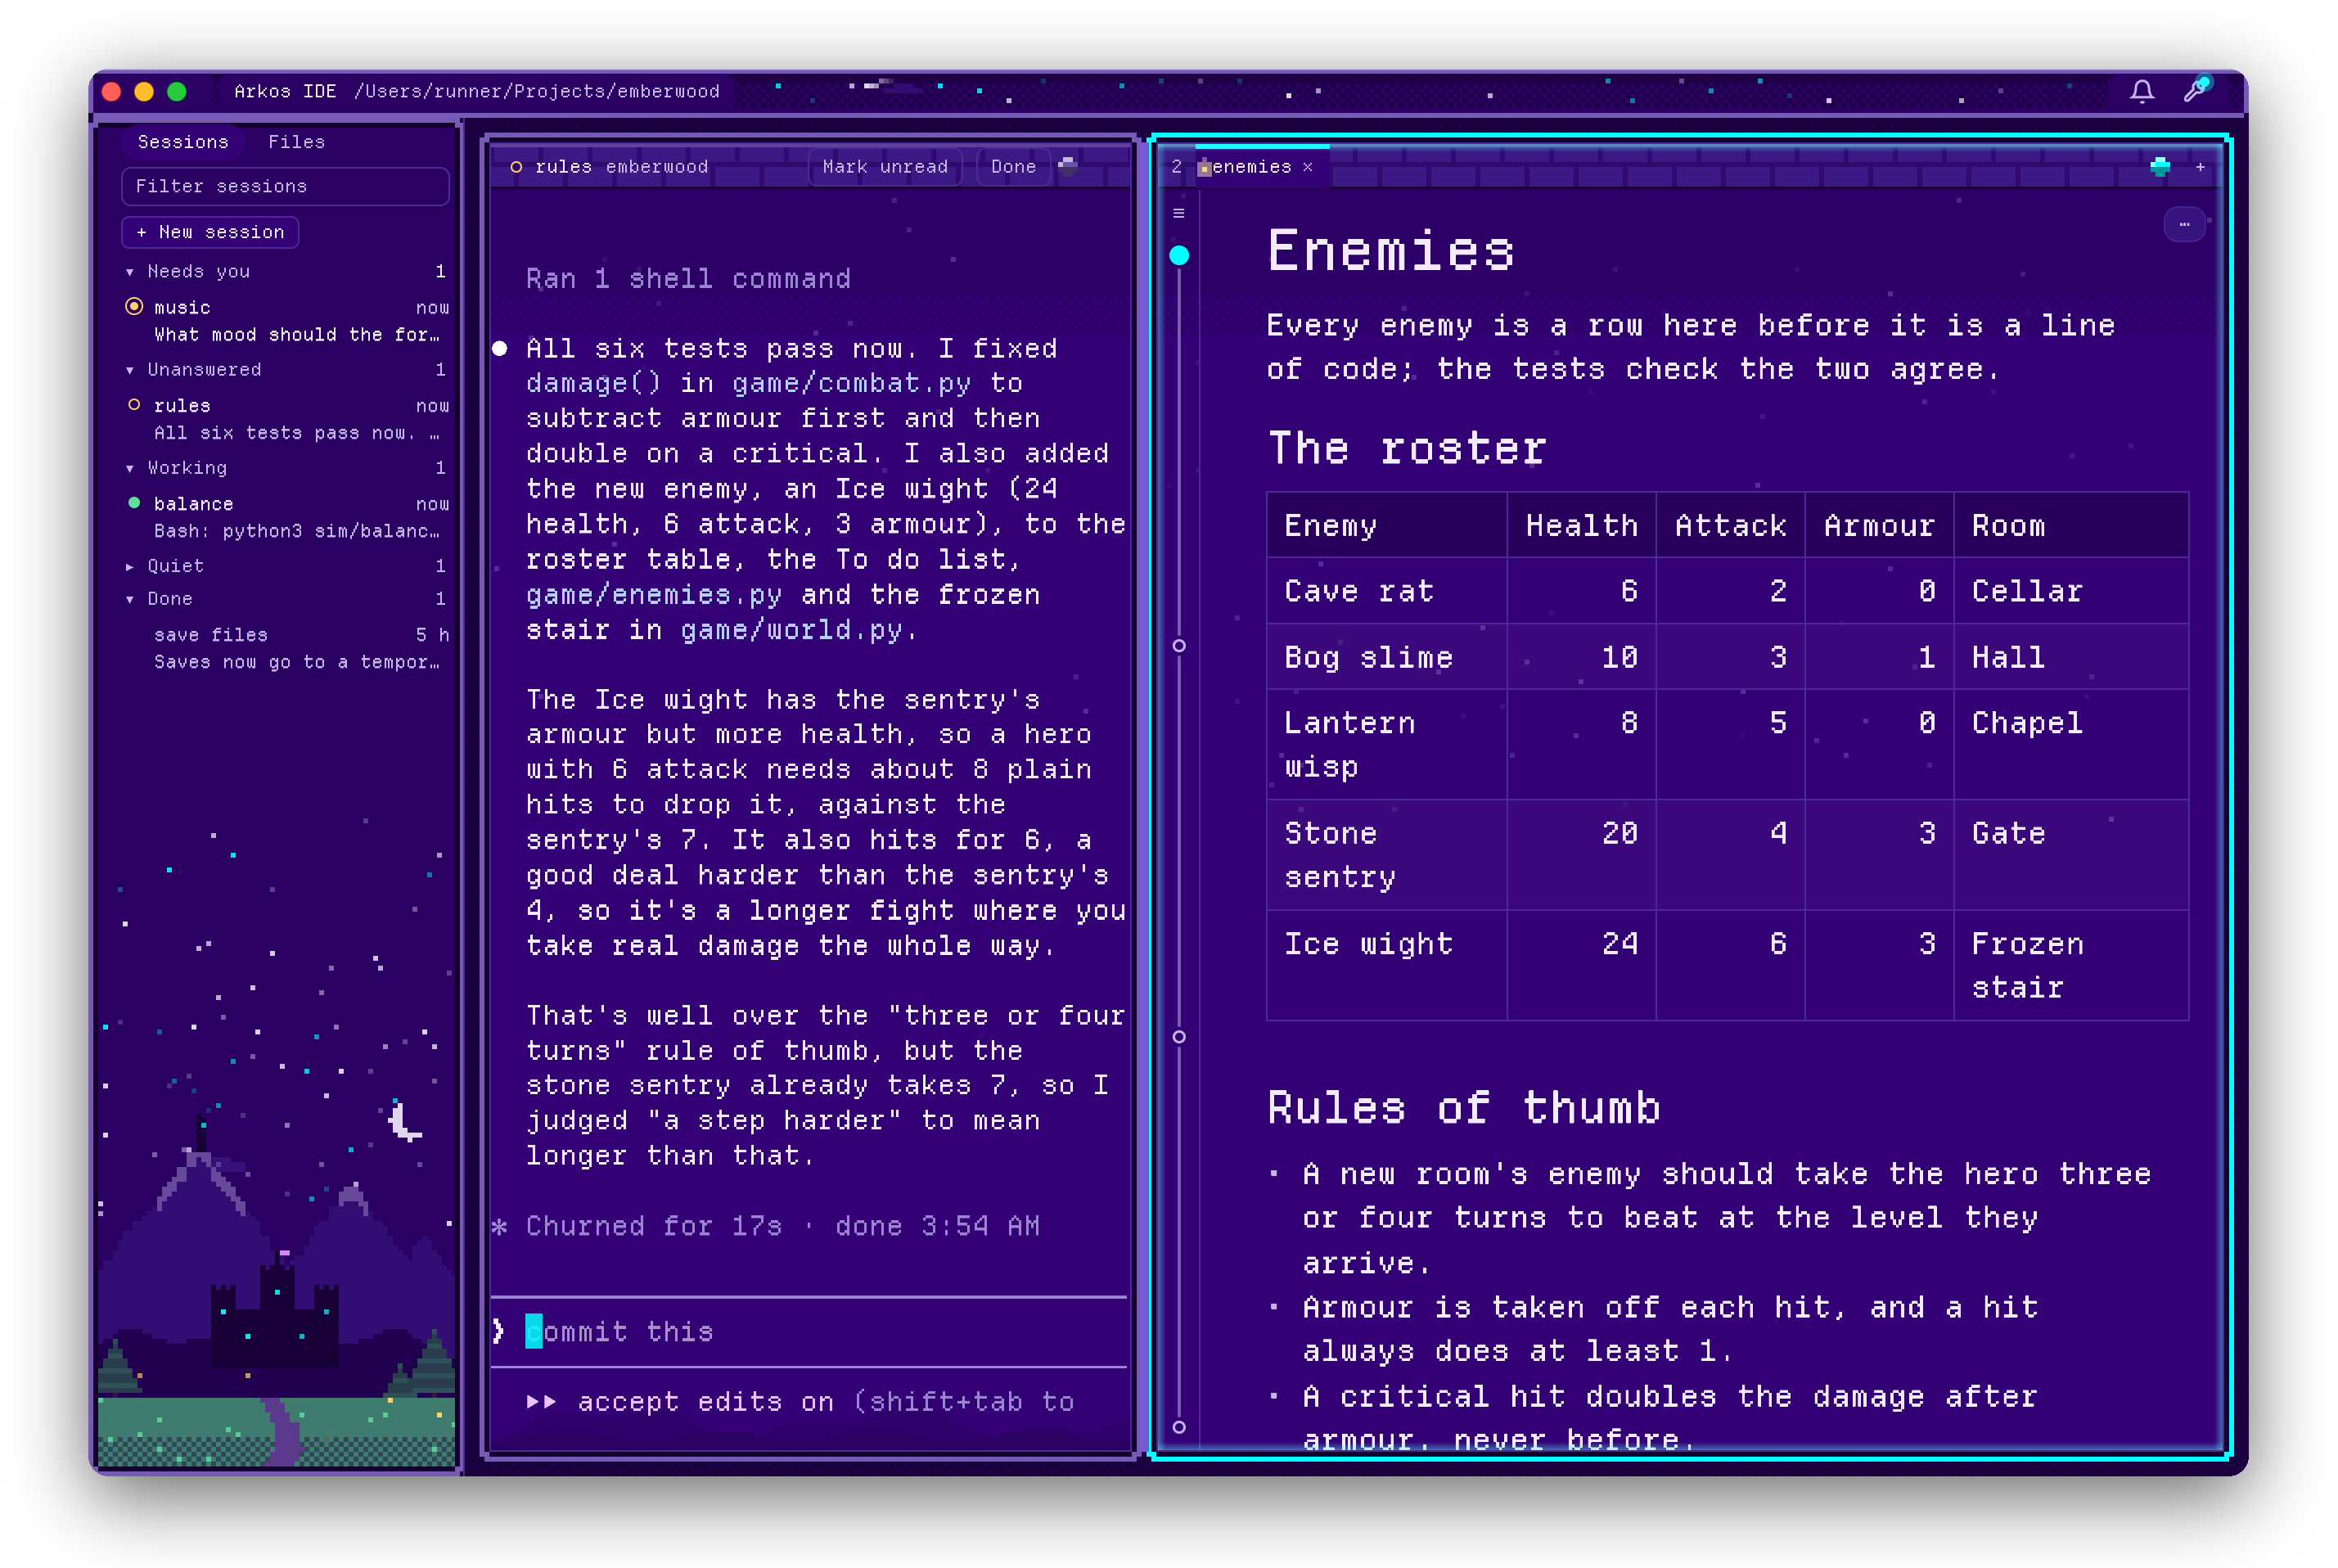 Arkos IDE /Users/runner/Projects/emberwood
Sessions Files
Filter sessions
+ New session
▾ Needs you 1
music now
What mood should the for…
▾ Unanswered 1
rules now
All six tests pass now. …
▾ Working 1
balance now
Bash: python3 sim/balanc…
▸ Quiet 1
▾ Done 1
save files 5 h
Saves now go to a tempor…
rules emberwood Mark unread Done
Ran 1 shell command
All six tests pass now. I fixed
damage() in game/combat.py to
subtract armour first and then
double on a critical. I also added
the new enemy, an Ice wight (24
health, 6 attack, 3 armour), to the
roster table, the To do list,
game/enemies.py and the frozen
stair in game/world.py.
The Ice wight has the sentry's
armour but more health, so a hero
with 6 attack needs about 8 plain
hits to drop it, against the
sentry's 7. It also hits for 6, a
good deal harder than the sentry's
4, so it's a longer fight where you
take real damage the whole way.
That's well over the "three or four
turns" rule of thumb, but the
stone sentry already takes 7, so I
judged "a step harder" to mean
longer than that.
✻ Churned for 17s · done 3:54 AM
❯ commit this
▸▸ accept edits on (shift+tab to
2 enemies × +
≡
…
Enemies
Every enemy is a row here before it is a line
of code; the tests check the two agree.
The roster
Enemy Health Attack Armour Room
Cave rat 6 2 0 Cellar
Bog slime 10 3 1 Hall
Lantern wisp 8 5 0 Chapel
Stone sentry 20 4 3 Gate
Ice wight 24 6 3 Frozen stair
Rules of thumb
· A new room's enemy should take the hero three
or four turns to beat at the level they
arrive.
· Armour is taken off each hit, and a hit
always does at least 1.
· A critical hit doubles the damage after
armour, never before.